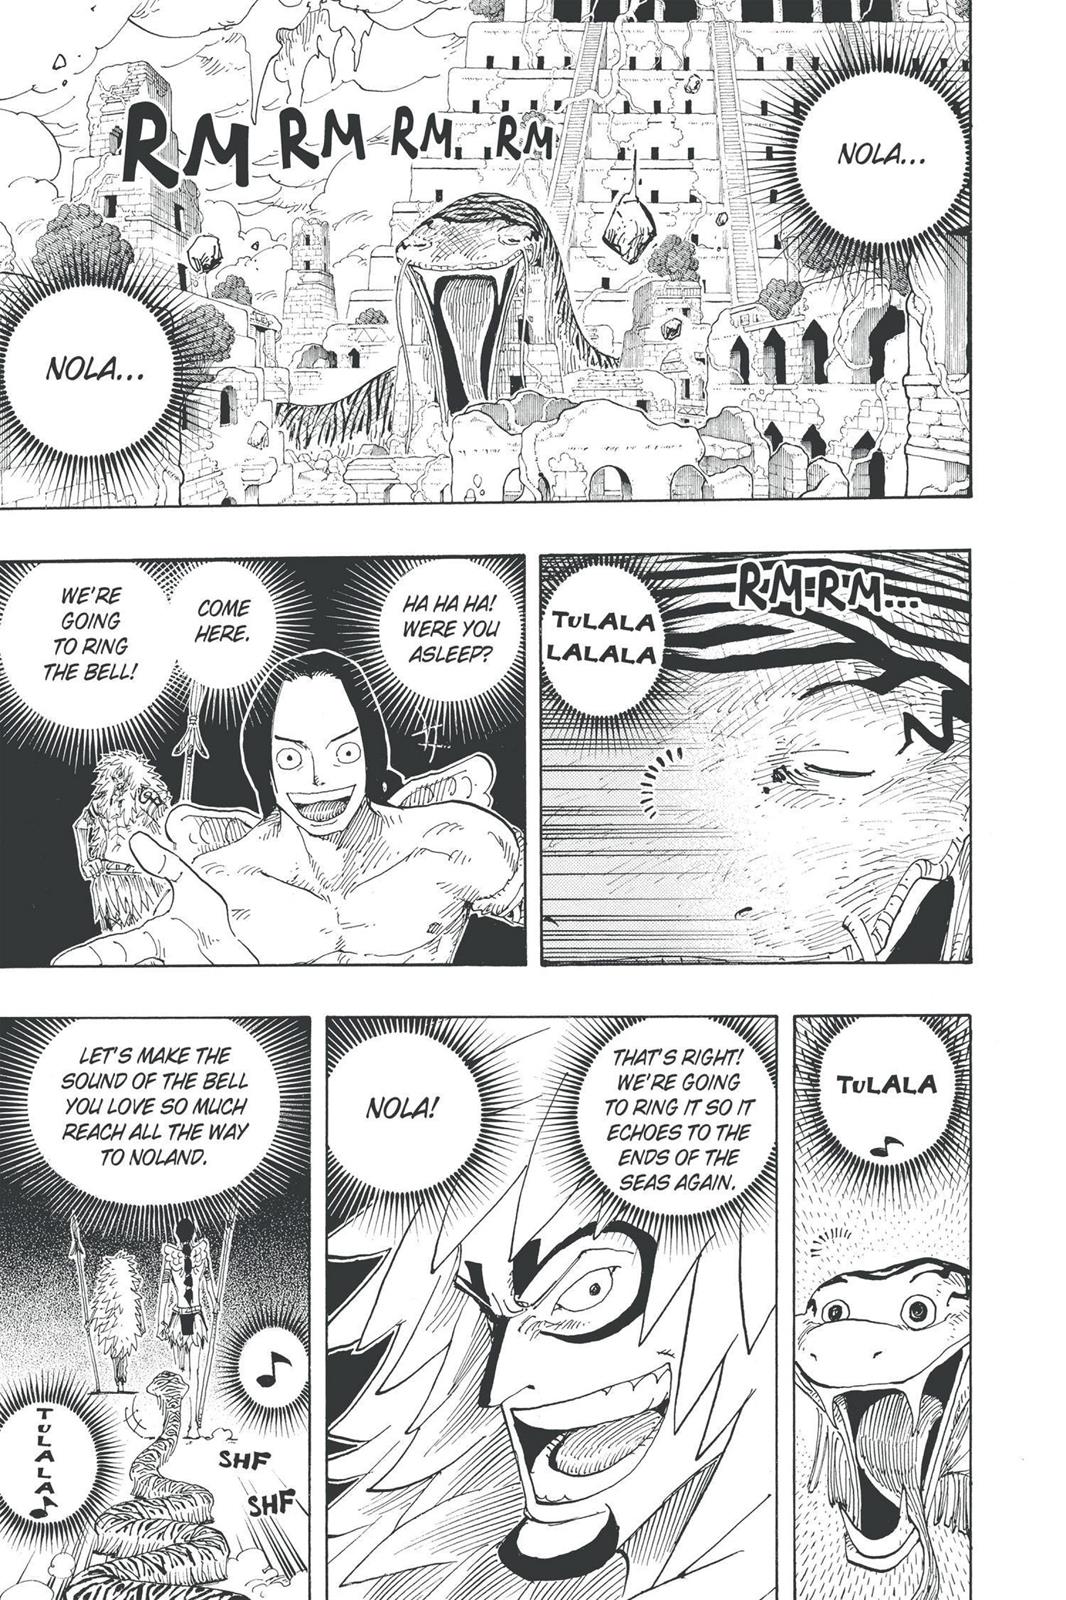 RM RM RM RM
NOLA...
NOLA...
RM RM...
TULALA
LALALA
HA HA HA!
WERE YOU
ASLEEP?
COME
HERE.
WE'RE
GOING
TO RING
THE BELL!
TULALA
♪
THAT'S RIGHT!
WE'RE GOING
TO RING IT SO IT
ECHOES TO THE
ENDS OF THE
SEAS AGAIN.
NOLA!
LET'S MAKE THE
SOUND OF THE BELL
YOU LOVE SO MUCH
REACH ALL THE WAY
TO NOLAND.
♪
TULALA♪
SHF
SHF